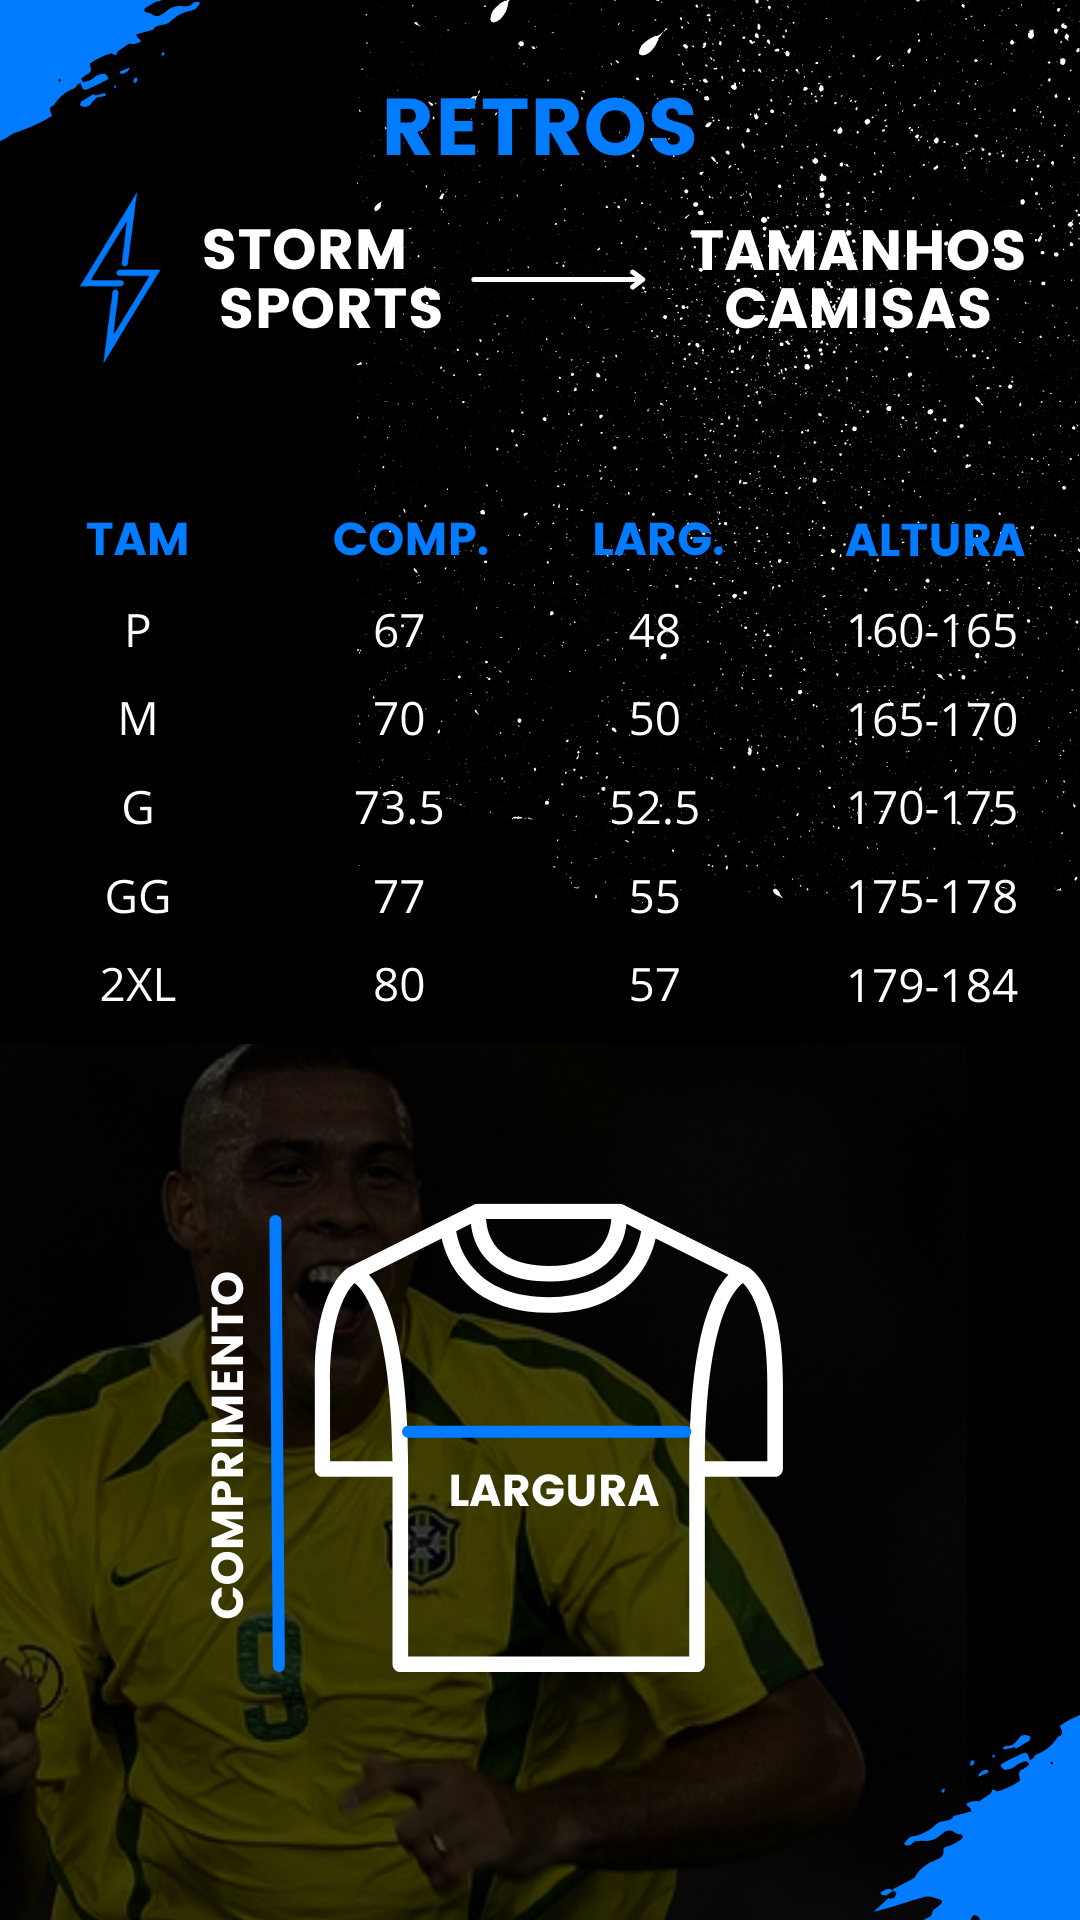 RETROS
STORM
SPORTS
TAMANHOS
CAMISAS
TAM COMP. LARG. ALTURA
P 67 48 160-165
M 70 50 165-170
G 73.5 52.5 170-175
GG 77 55 175-178
2XL 80 57 179-184
COMPRIMENTO
LARGURA
9